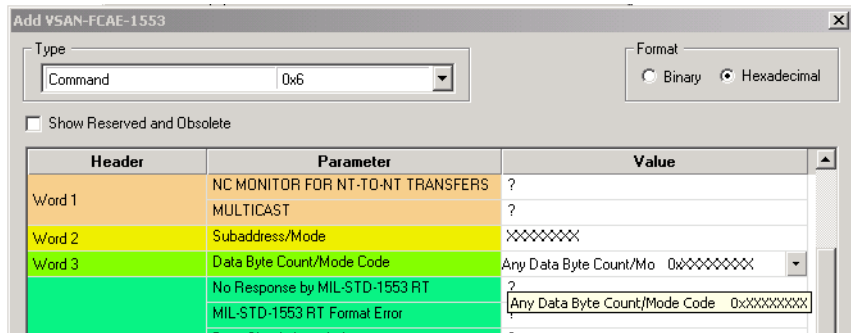 Add VSAN-FCAE-1553
Type
Format
Command 0x6
Binary Hexadecimal
Show Reserved and Obsolete
Header Parameter Value
Word 1
NC MONITOR FOR NT-TO-NT TRANSFERS ?
MULTICAST ?
Word 2 Subaddress/Mode XXXXXXXX
Word 3 Data Byte Count/Mode Code Any Data Byte Count/Mo 0xXXXXXXXX
No Response by MIL-STD-1553 RT ?
Any Data Byte Count/Mode Code 0xXXXXXXXX
MIL-STD-1553 RT Format Error